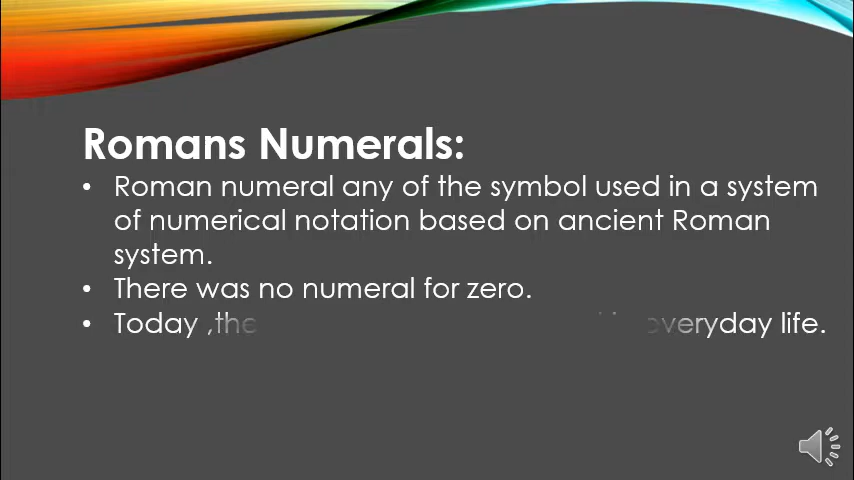 Romans Numerals:
• Roman numeral any of the symbol used in a system
of numerical notation based on ancient Roman
system.
• There was no numeral for zero.
• Today ,the everyday life.